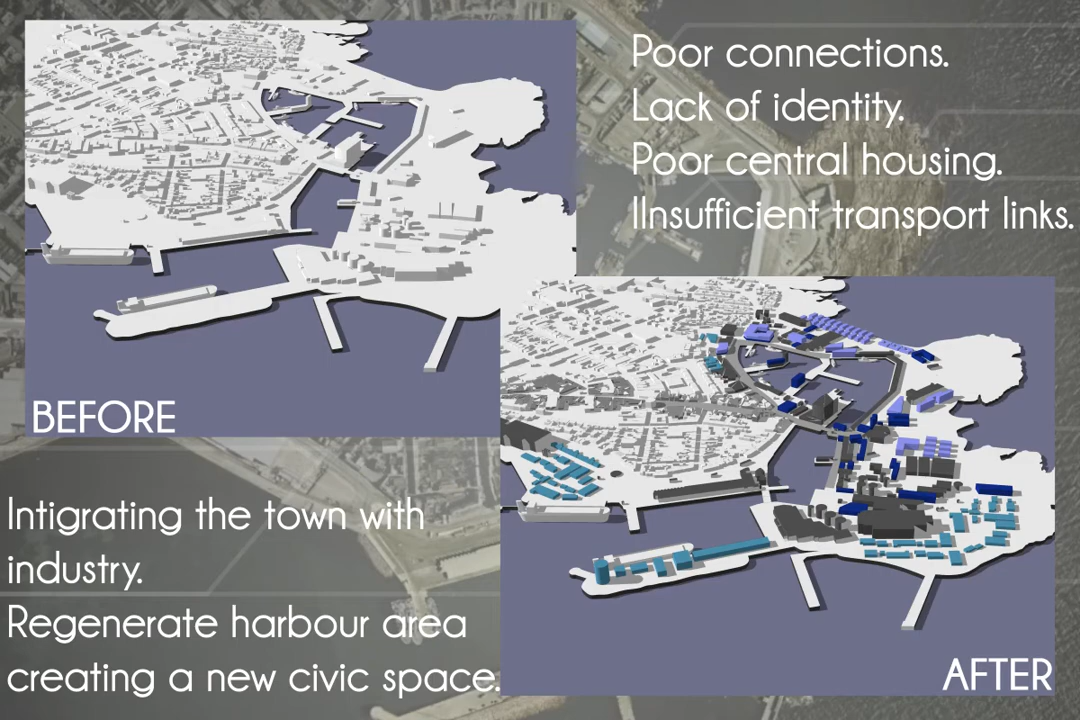 Poor connections.
Lack of identity.
Poor central housing.
IInsufficient transport links.
BEFORE
Intigrating the town with
industry.
Regenerate harbour area
creating a new civic space.
AFTER